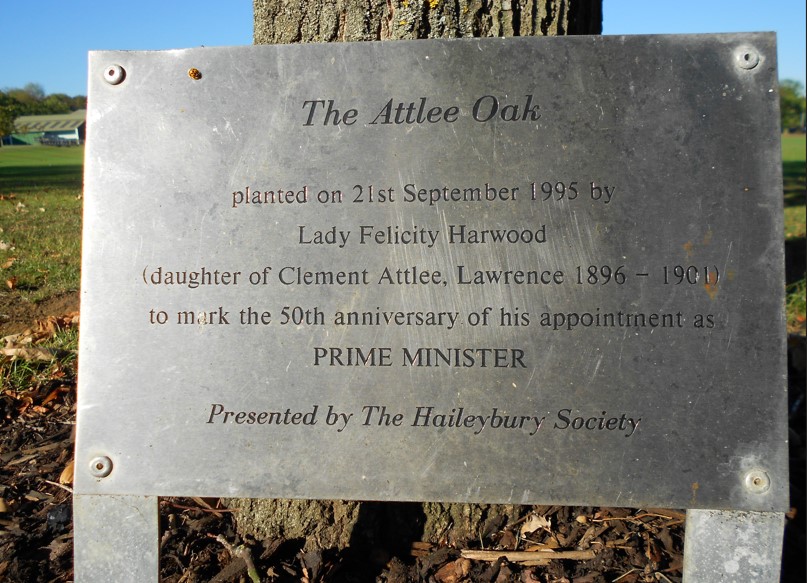 The Attlee Oak
planted on 21st September 1995 by
Lady Felicity Harwood
(daughter of Clement Attlee, Lawrence 1896 – 1901)
to mark the 50th anniversary of his appointment as
PRIME MINISTER
Presented by The Haileybury Society